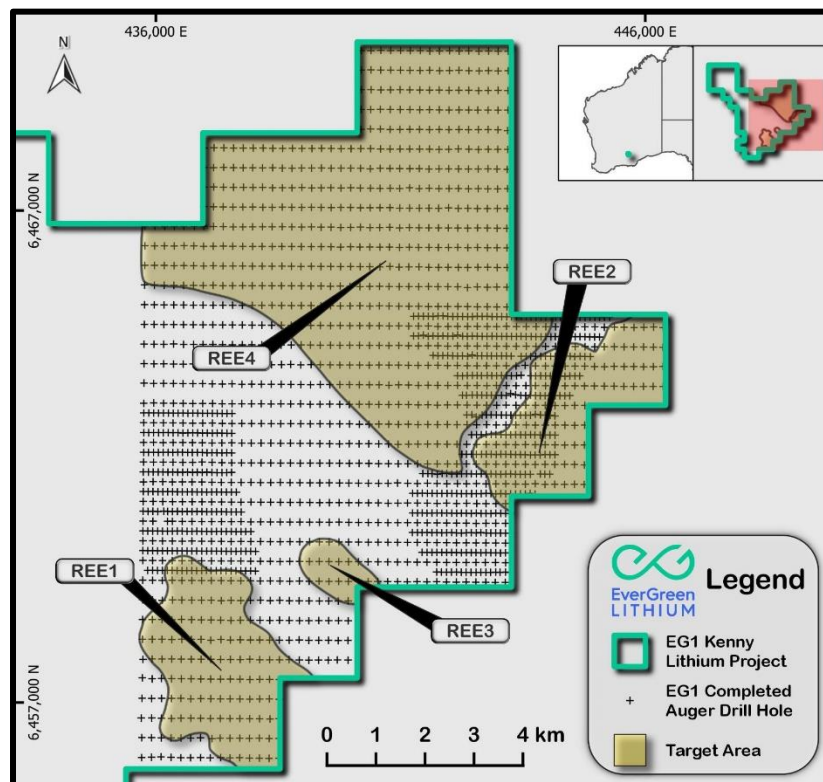 436,000 E
446,000 E
N
6,467,000 N
REE2
REE4
REE1
REE3
6,457,000 N
0 1 2 3 4 km
EverGreen
LITHIUM
Legend
EG1 Kenny
Lithium Project
EG1 Completed
Auger Drill Hole
Target Area